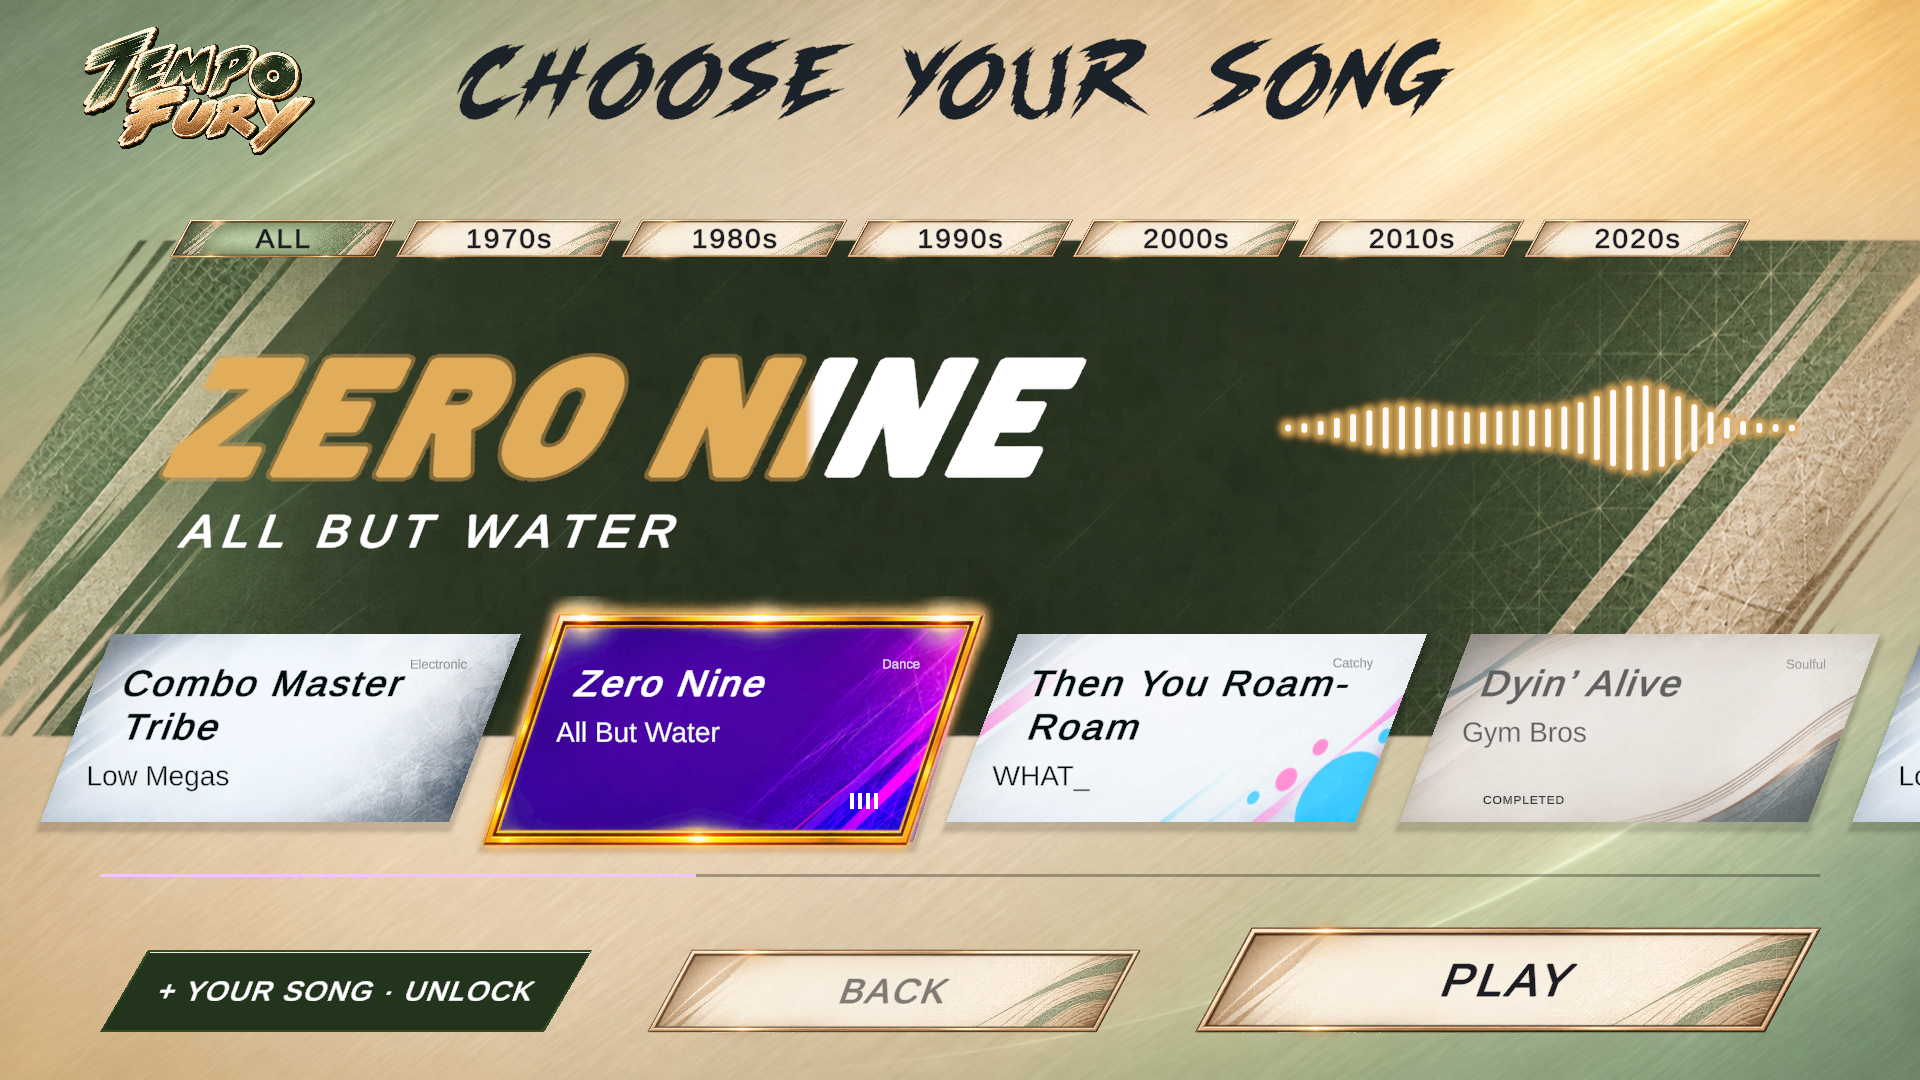 TEMPO
FURY
CHOOSE YOUR SONG
ALL
1970s
1980s
1990s
2000s
2010s
2020s
ZERO NINE
ALL BUT WATER
Combo Master
Tribe
Electronic
Low Megas
Zero Nine
Dance
All But Water
Then You Roam-
Roam
Catchy
WHAT_
Dyin’ Alive
Soulful
Gym Bros
COMPLETED
+ YOUR SONG · UNLOCK
BACK
PLAY